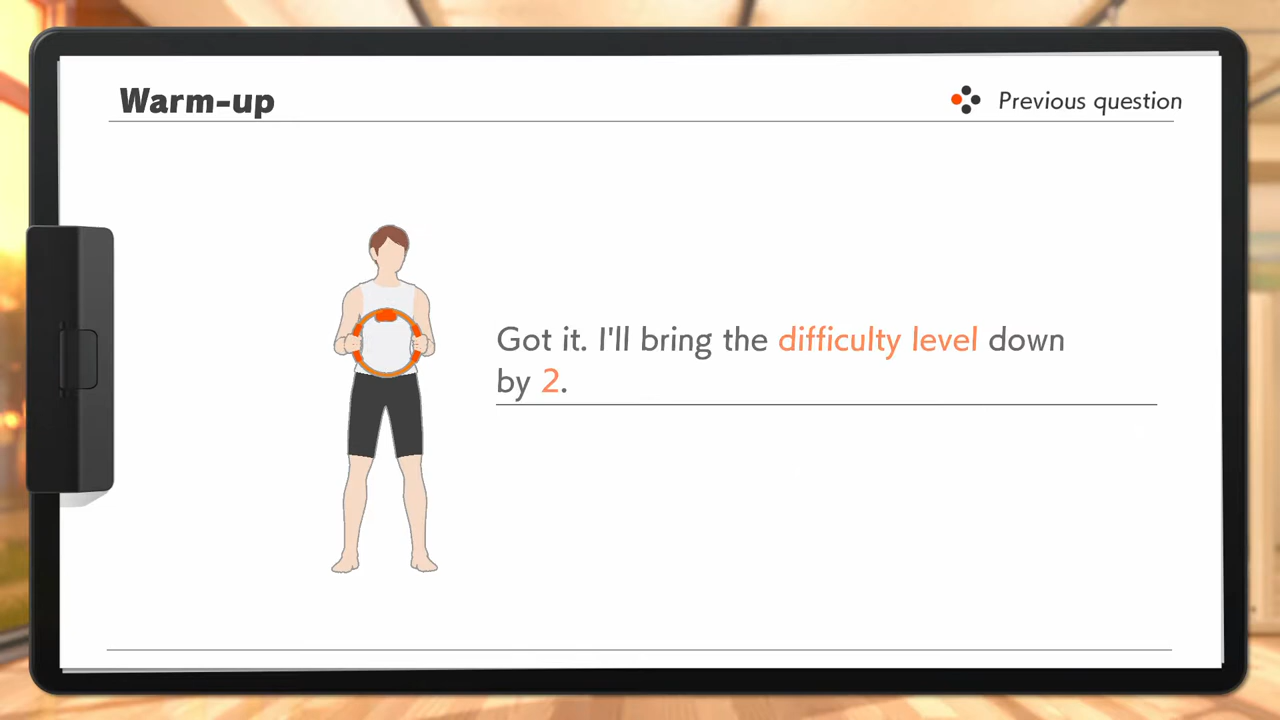 Warm-up
Previous question
Got it. I'll bring the difficulty level down
by 2.